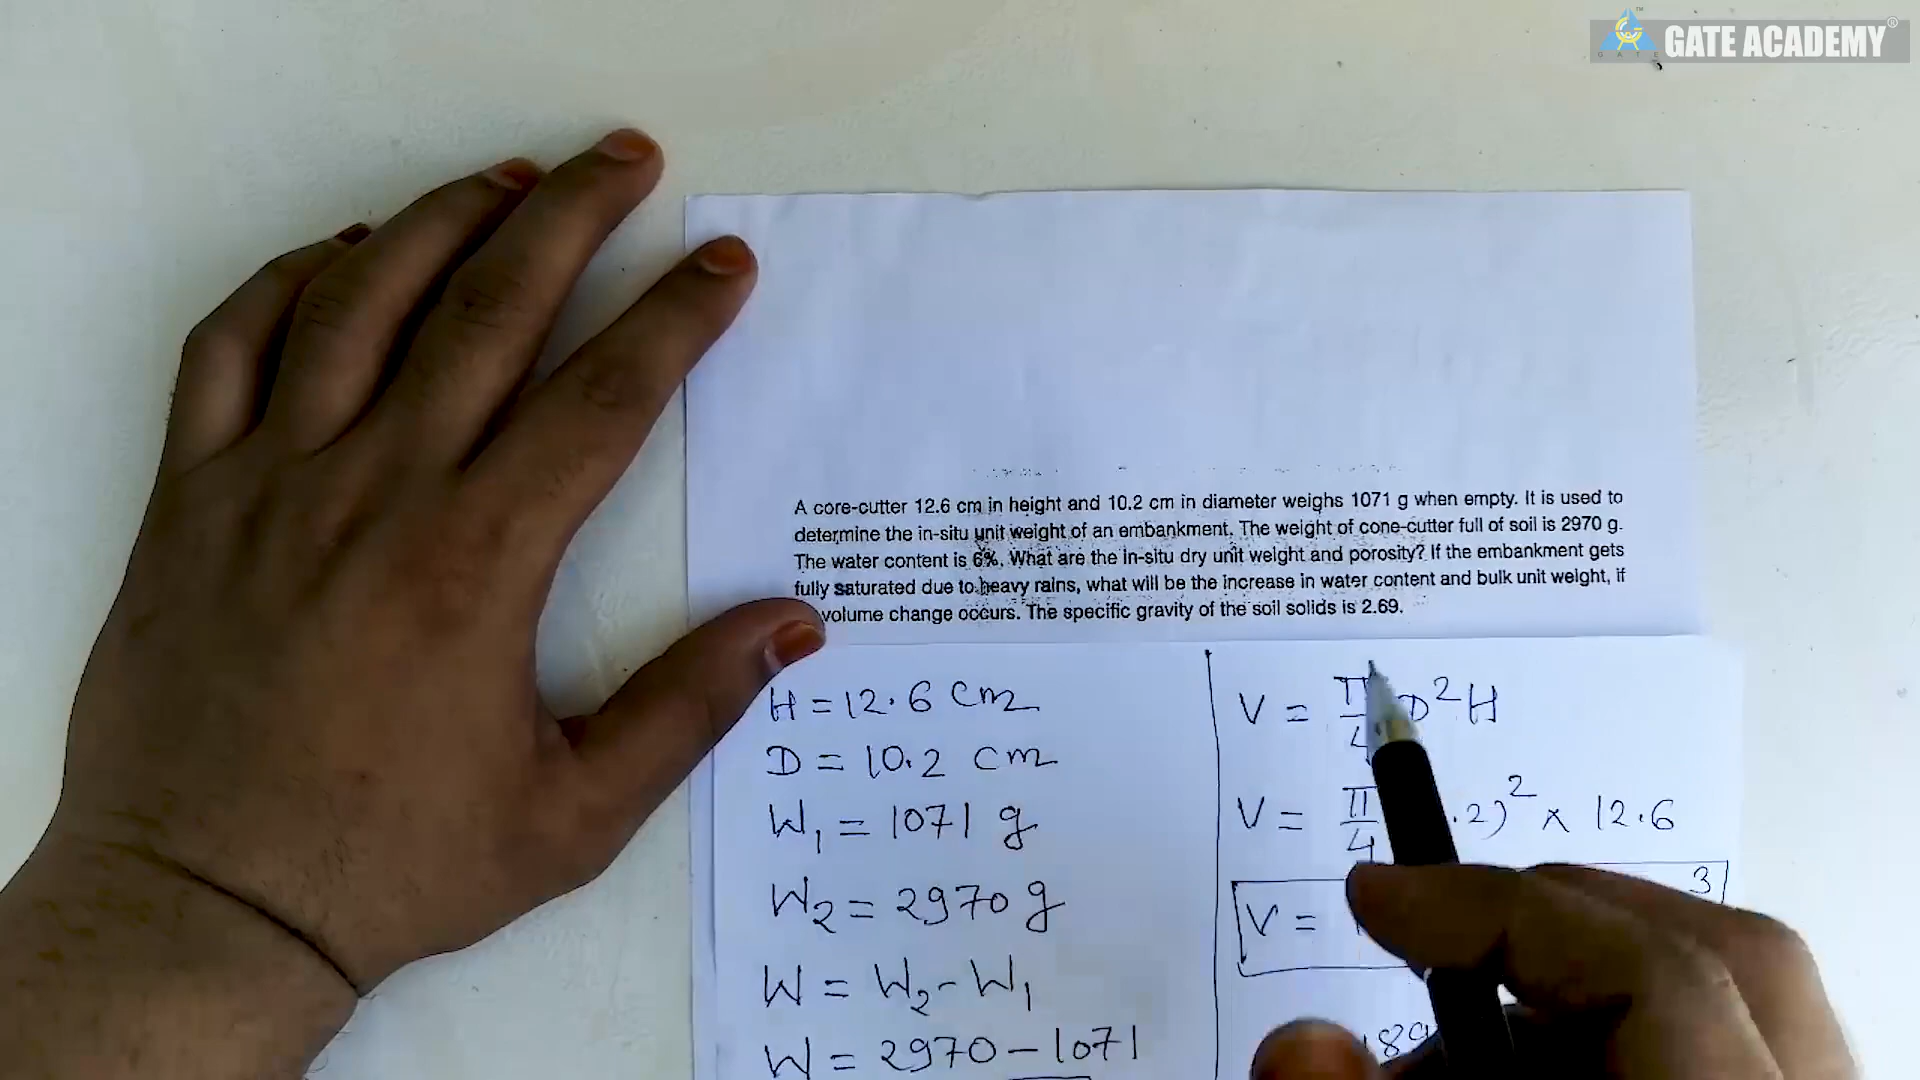 GATE ACADEMY
A core-cutter 12.6 cm in height and 10.2 cm in diameter weighs 1071 g when empty. It is used to
determine the in-situ unit weight of an embankment. The weight of cone-cutter full of soil is 2970 g.
The water content is 6%. What are the in-situ dry unit weight and porosity? If the embankment gets
fully saturated due to heavy rains, what will be the increase in water content and bulk unit weight, if
volume change occurs. The specific gravity of the soil solids is 2.69.
H = 12.6 cm
D = 10.2 cm
W₁ = 1071 g
W₂ = 2970 g
W = W₂ - W₁
W = 2970 - 1071
V = π/4 D² H
V = π/4 .2)² × 12.6
V =
3
189